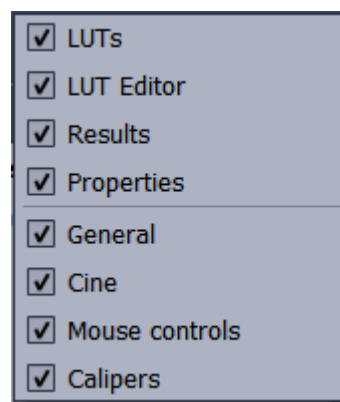 LUTs
LUT Editor
Results
Properties
General
Cine
Mouse controls
Calipers